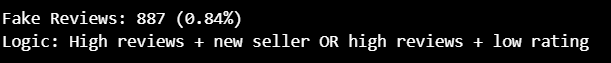 Fake Reviews: 887 (0.84%)
Logic: High reviews + new seller OR high reviews + low rating